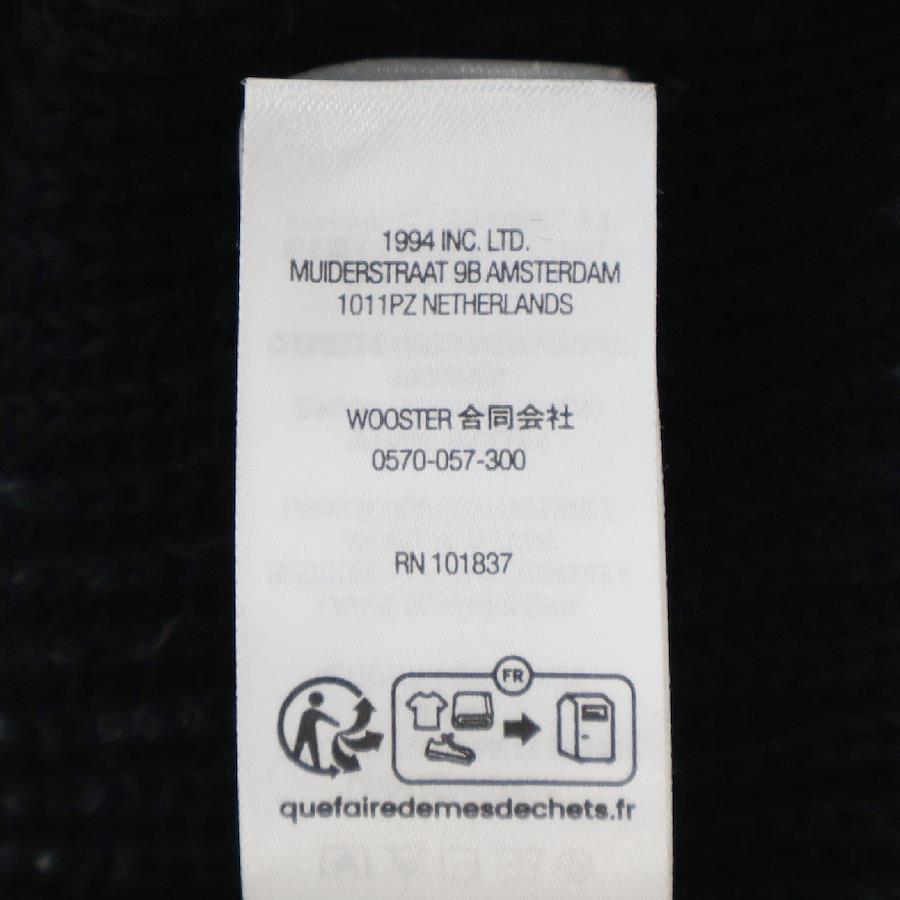 1994 INC. LTD.
MUIDERSTRAAT 9B AMSTERDAM
1011PZ NETHERLANDS
WOOSTER 合同会社
0570-057-300
RN 101837
FR
quefairedemesdechets.fr